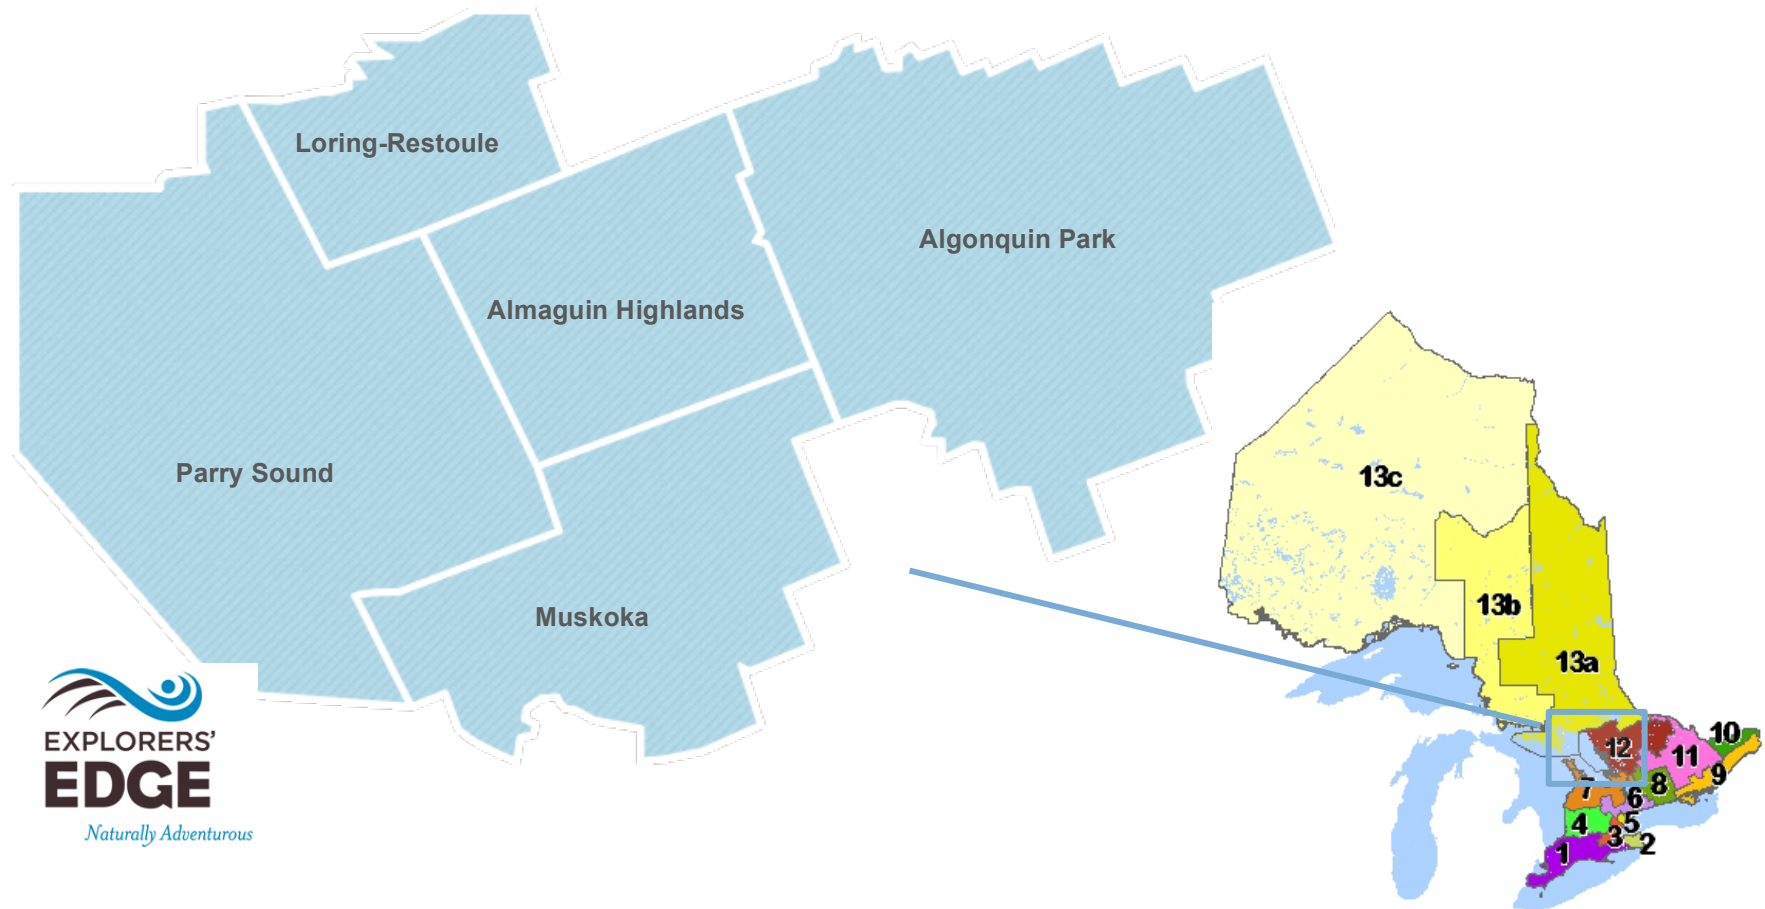 Loring-Restoule
Algonquin Park
Almaguin Highlands
Parry Sound
Muskoka
EXPLORERS'
EDGE
Naturally Adventurous
13c
13b
13a
12
11
10
9
8
7
6
5
4
3
2
1